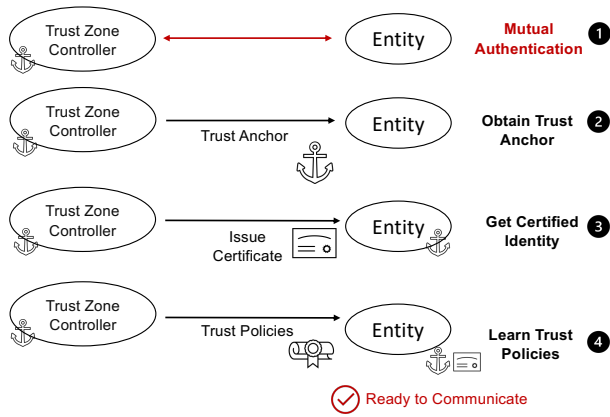 Trust Zone
Controller
Entity
Mutual
Authentication
1
Trust Zone
Controller
Trust Anchor
Entity
Obtain Trust
Anchor
2
Trust Zone
Controller
Issue
Certificate
Entity
Get Certified
Identity
3
Trust Zone
Controller
Trust Policies
Entity
Learn Trust
Policies
4
Ready to Communicate